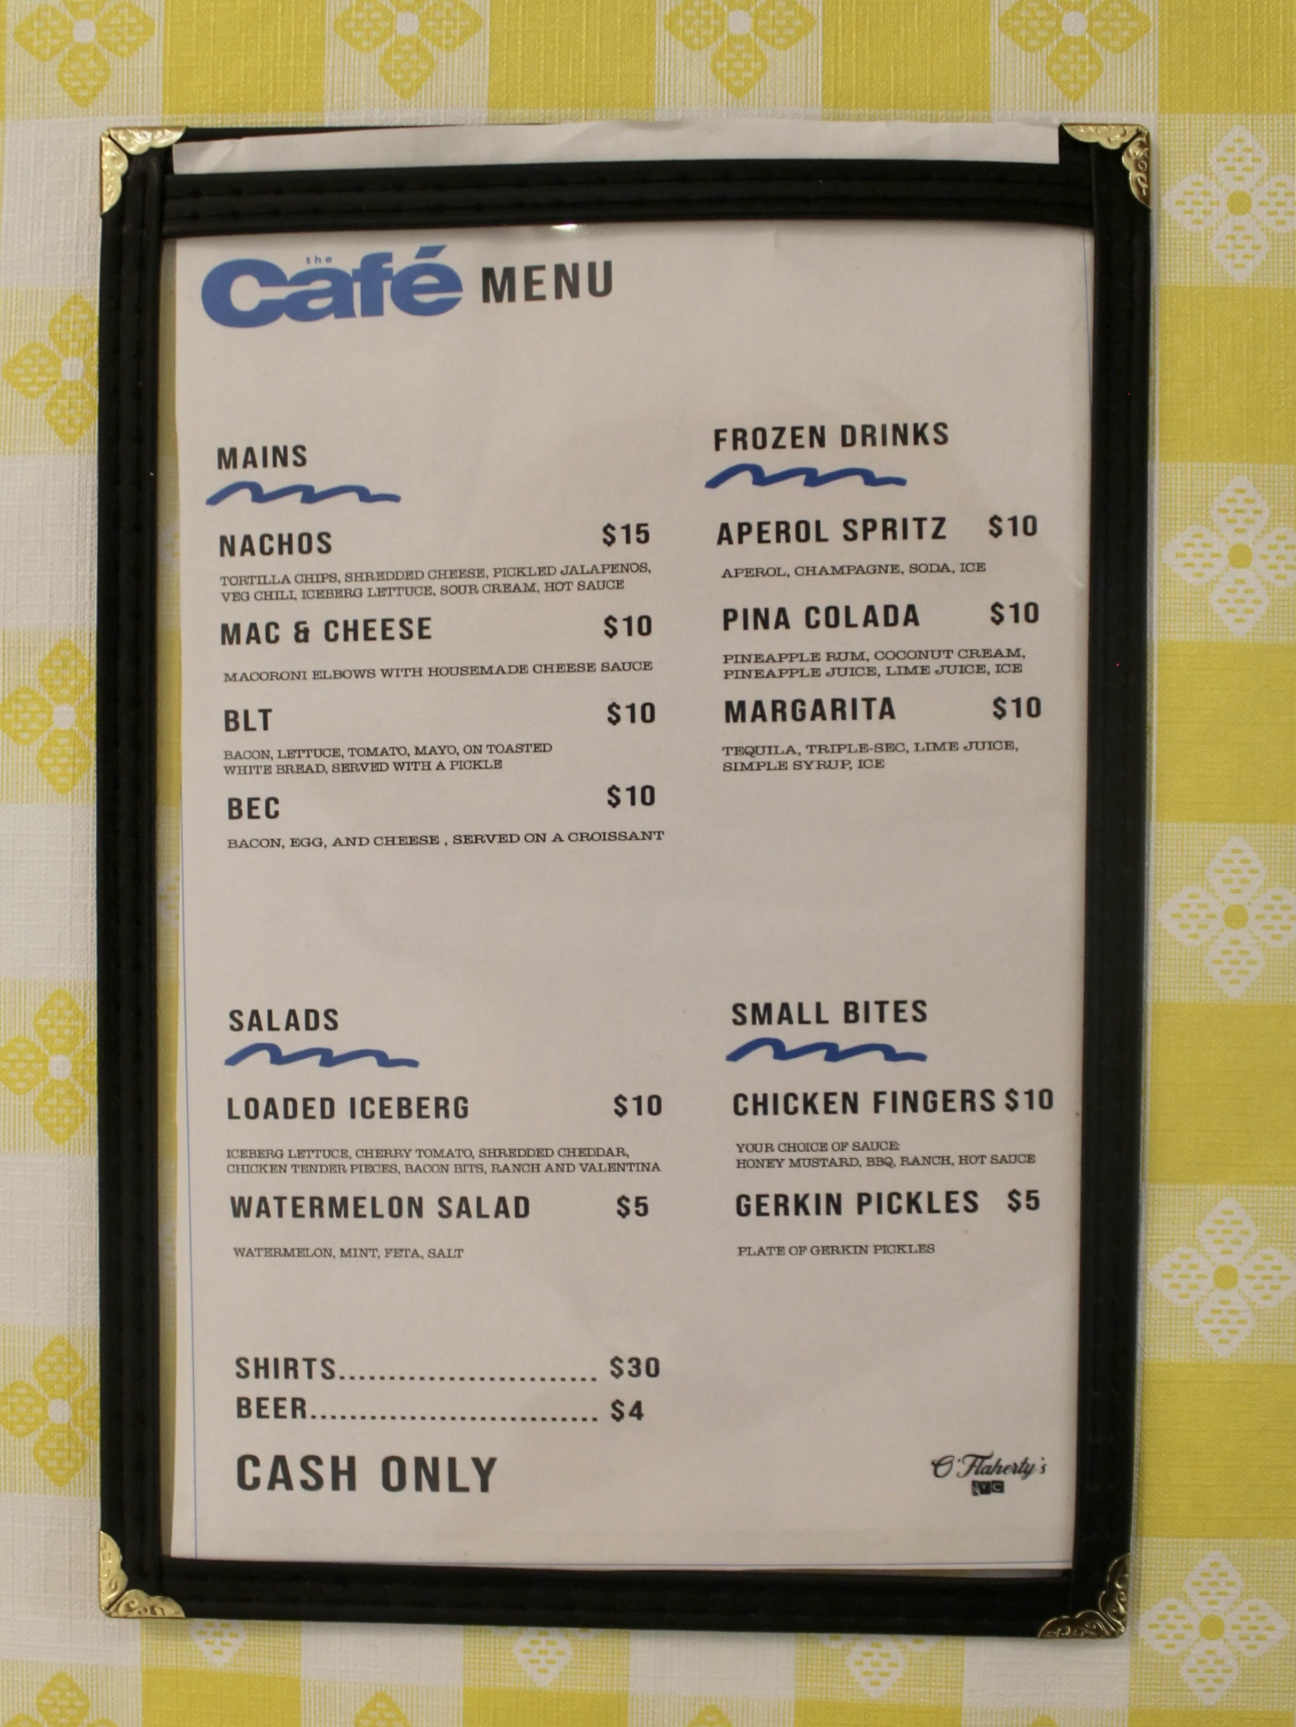 the
Café MENU
MAINS
NACHOS $15
TORTILLA CHIPS, SHREDDED CHEESE, PICKLED JALAPENOS,
VEG CHILI, ICEBERG LETTUCE, SOUR CREAM, HOT SAUCE
MAC & CHEESE $10
MACORONI ELBOWS WITH HOUSEMADE CHEESE SAUCE
BLT $10
BACON, LETTUCE, TOMATO, MAYO, ON TOASTED
WHITE BREAD, SERVED WITH A PICKLE
BEC $10
BACON, EGG, AND CHEESE , SERVED ON A CROISSANT
FROZEN DRINKS
APEROL SPRITZ $10
APEROL, CHAMPAGNE, SODA, ICE
PINA COLADA $10
PINEAPPLE RUM, COCONUT CREAM,
PINEAPPLE JUICE, LIME JUICE, ICE
MARGARITA $10
TEQUILA, TRIPLE-SEC, LIME JUICE,
SIMPLE SYRUP, ICE
SALADS
LOADED ICEBERG $10
ICEBERG LETTUCE, CHERRY TOMATO, SHREDDED CHEDDAR,
CHICKEN TENDER PIECES, BACON BITS, RANCH AND VALENTINA
WATERMELON SALAD $5
WATERMELON, MINT, FETA, SALT
SMALL BITES
CHICKEN FINGERS $10
YOUR CHOICE OF SAUCE:
HONEY MUSTARD, BBQ, RANCH, HOT SAUCE
GERKIN PICKLES $5
PLATE OF GERKIN PICKLES
SHIRTS........................... $30
BEER.............................. $4
CASH ONLY
O'Flaherty's
NYC